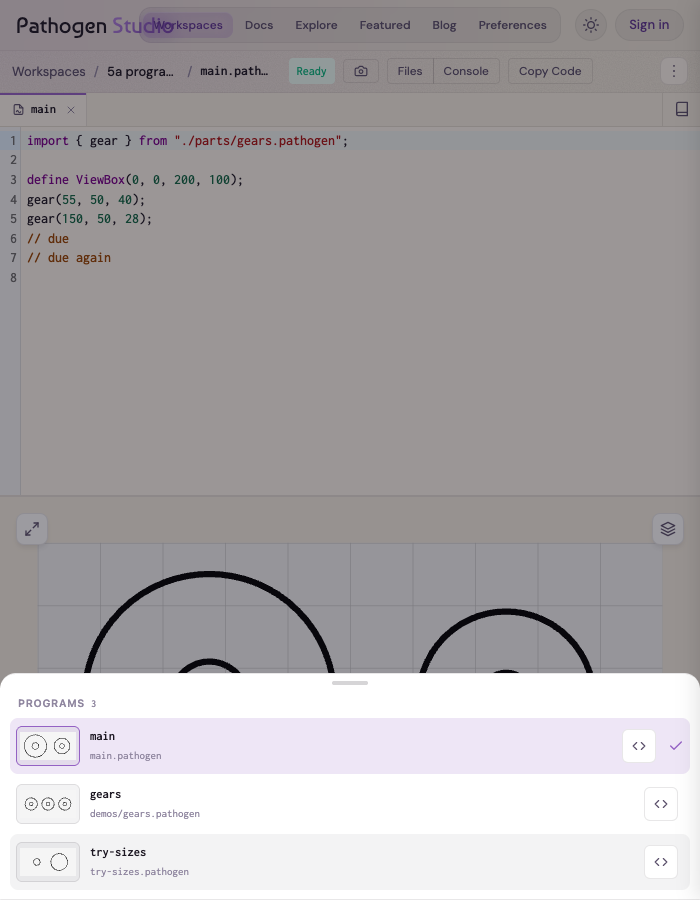 Pathogen Studio
Workspaces Docs Explore Featured Blog Preferences Sign in
Workspaces / 5a progra... / main.path... Ready Files Console Copy Code
main
1 import { gear } from "./parts/gears.pathogen";
2
3 define ViewBox(0, 0, 200, 100);
4 gear(55, 50, 40);
5 gear(150, 50, 28);
6 // due
7 // due again
8
PROGRAMS 3
main
main.pathogen
gears
demos/gears.pathogen
try-sizes
try-sizes.pathogen